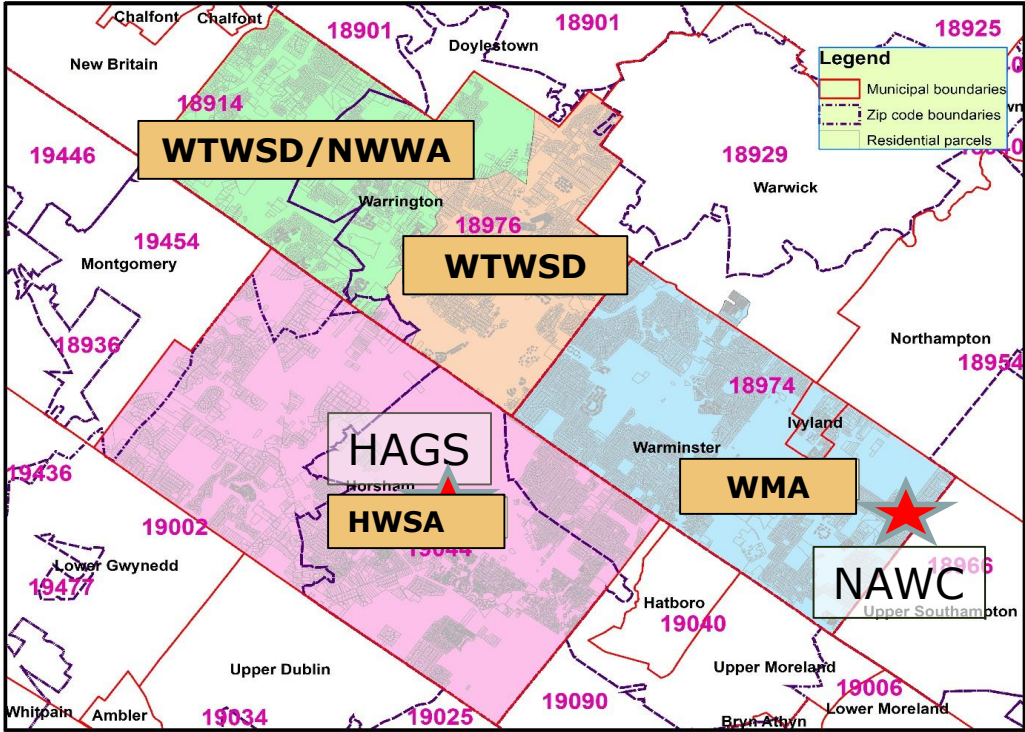 Chalfont
Chalfont
18901
18901
18925
New Britain
Doylestown
Legend
Municipal boundaries
Zip code boundaries
Residential parcels
18914
19446
WTWSD/NWWA
18929
Warwick
Warrington
18976
19454
Montgomery
WTWSD
18936
Northampton
18954
18974
Ivyland
HAGS
Warminster
Horsham
WMA
19436
HWSA
19002
19044
NAWC
18966
Upper Southampton
Lower Gwynedd
19477
Hatboro
19040
Upper Dublin
Upper Moreland
19006
19090
Lower Moreland
Whitpain
Ambler
19034
19025
Bryn Athyn